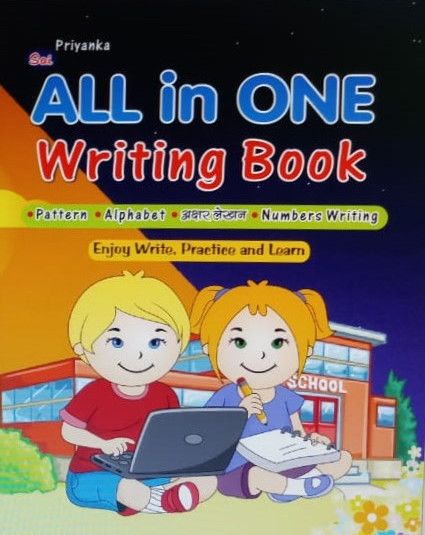 Priyanka
Sai
ALL in ONE
Writing Book
• Pattern • Alphabet • अक्षर लेखन • Numbers Writing
Enjoy Write, Practice and Learn
SCHOOL